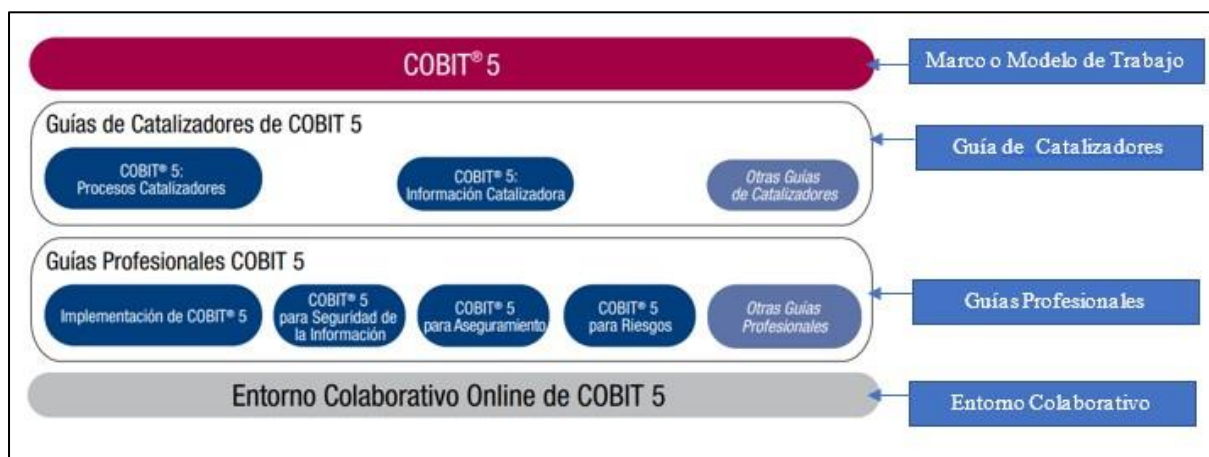 COBIT® 5
Marco o Modelo de Trabajo
Guías de Catalizadores de COBIT 5
Guía de Catalizadores
COBIT® 5:
Procesos Catalizadores
COBIT® 5:
Información Catalizadora
Otras Guías
de Catalizadores
Guías Profesionales COBIT 5
Guías Profesionales
Implementación de COBIT® 5
COBIT® 5
para Seguridad de
la Información
COBIT® 5
para Aseguramiento
COBIT® 5
para Riesgos
Otras Guías
Profesionales
Entorno Colaborativo Online de COBIT 5
Entorno Colaborativo